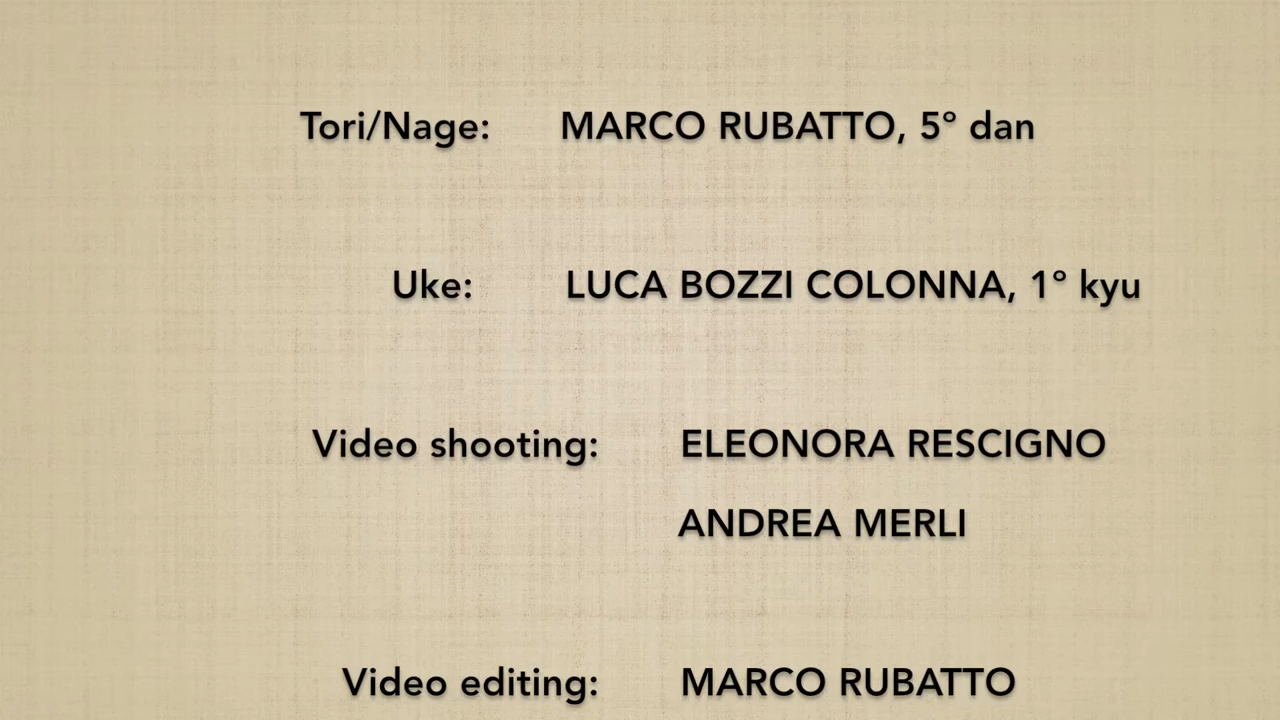 Tori/Nage: MARCO RUBATTO, 5° dan
Uke: LUCA BOZZI COLONNA, 1° kyu
Video shooting: ELEONORA RESCIGNO
ANDREA MERLI
Video editing: MARCO RUBATTO